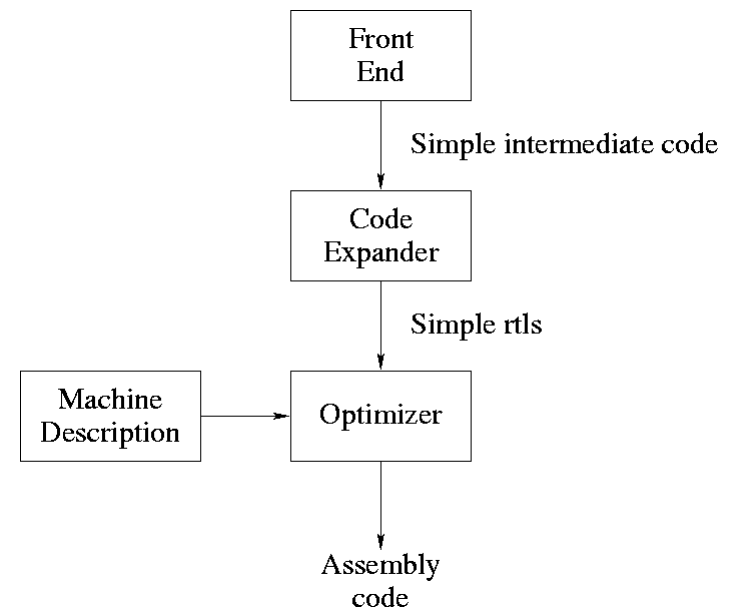 Front
End
Simple intermediate code
Code
Expander
Simple rtls
Machine
Description
Optimizer
Assembly
code